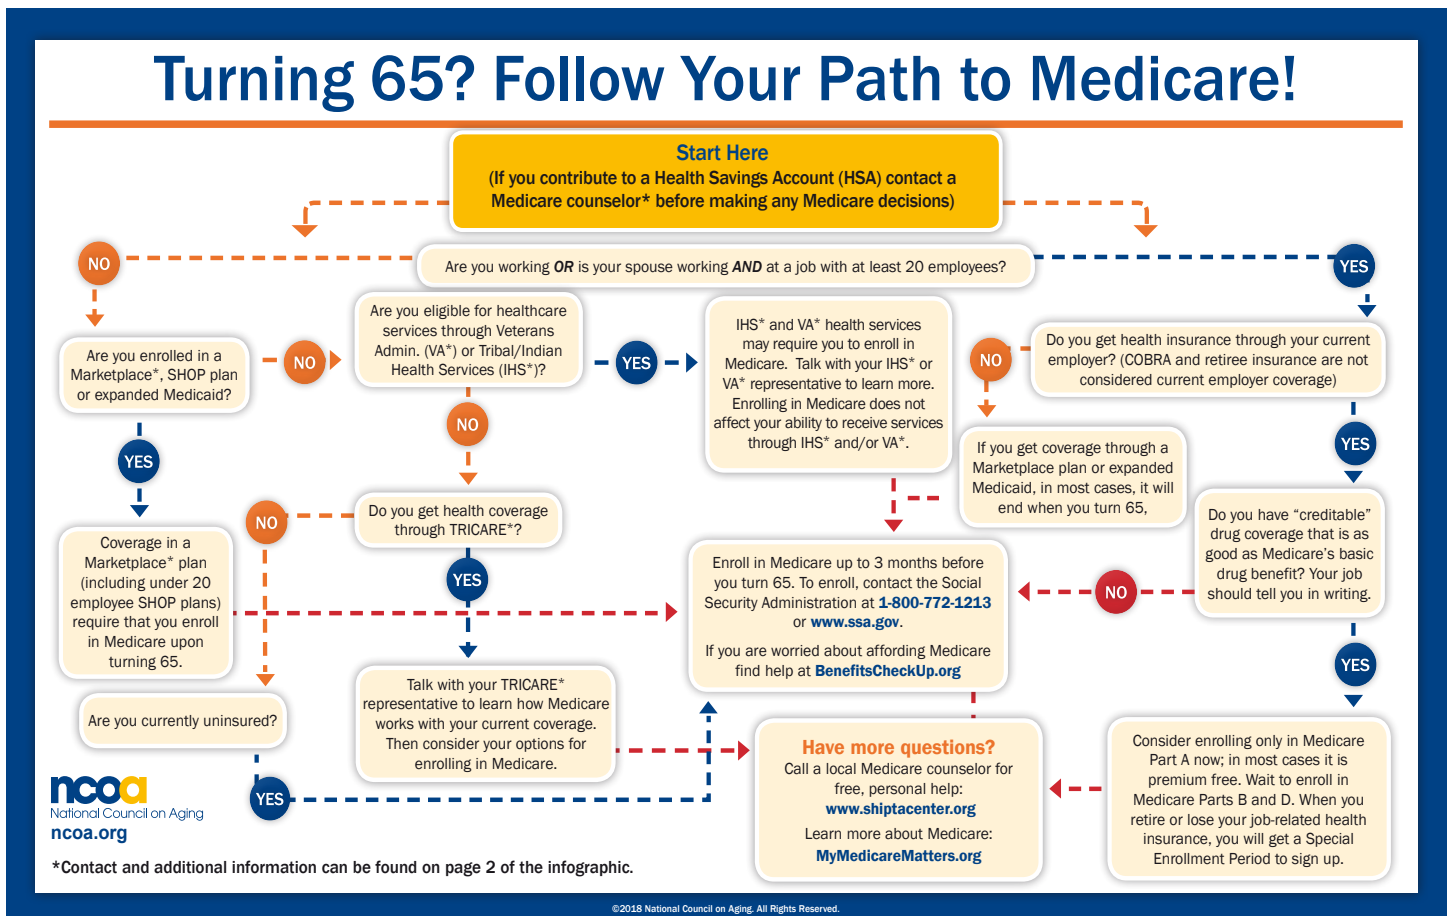 Turning 65? Follow Your Path to Medicare!
Start Here
(If you contribute to a Health Savings Account (HSA) contact a
Medicare counselor* before making any Medicare decisions)
Are you working OR is your spouse working AND at a job with at least 20 employees?
NO
YES
Are you enrolled in a
Marketplace*, SHOP plan
or expanded Medicaid?
NO
Are you eligible for healthcare
services through Veterans
Admin. (VA*) or Tribal/Indian
Health Services (IHS*)?
YES
IHS* and VA* health services
may require you to enroll in
Medicare. Talk with your IHS* or
VA* representative to learn more.
Enrolling in Medicare does not
affect your ability to receive services
through IHS* and/or VA*.
NO
Do you get health insurance through your current
employer? (COBRA and retiree insurance are not
considered current employer coverage)
YES
NO
YES
If you get coverage through a
Marketplace plan or expanded
Medicaid, in most cases, it will
end when you turn 65,
Coverage in a
Marketplace* plan
(including under 20
employee SHOP plans)
require that you enroll
in Medicare upon
turning 65.
NO
Do you get health coverage
through TRICARE*?
YES
Enroll in Medicare up to 3 months before
you turn 65. To enroll, contact the Social
Security Administration at 1-800-772-1213
or www.ssa.gov.
If you are worried about affording Medicare
find help at BenefitsCheckUp.org
NO
Do you have “creditable”
drug coverage that is as
good as Medicare’s basic
drug benefit? Your job
should tell you in writing.
YES
Are you currently uninsured?
YES
Talk with your TRICARE*
representative to learn how Medicare
works with your current coverage.
Then consider your options for
enrolling in Medicare.
Have more questions?
Call a local Medicare counselor for
free, personal help:
www.shiptacenter.org
Learn more about Medicare:
MyMedicareMatters.org
Consider enrolling only in Medicare
Part A now; in most cases it is
premium free. Wait to enroll in
Medicare Parts B and D. When you
retire or lose your job-related health
insurance, you will get a Special
Enrollment Period to sign up.
ncoa
National Council on Aging
ncoa.org
*Contact and additional information can be found on page 2 of the infographic.
©2018 National Council on Aging. All Rights Reserved.